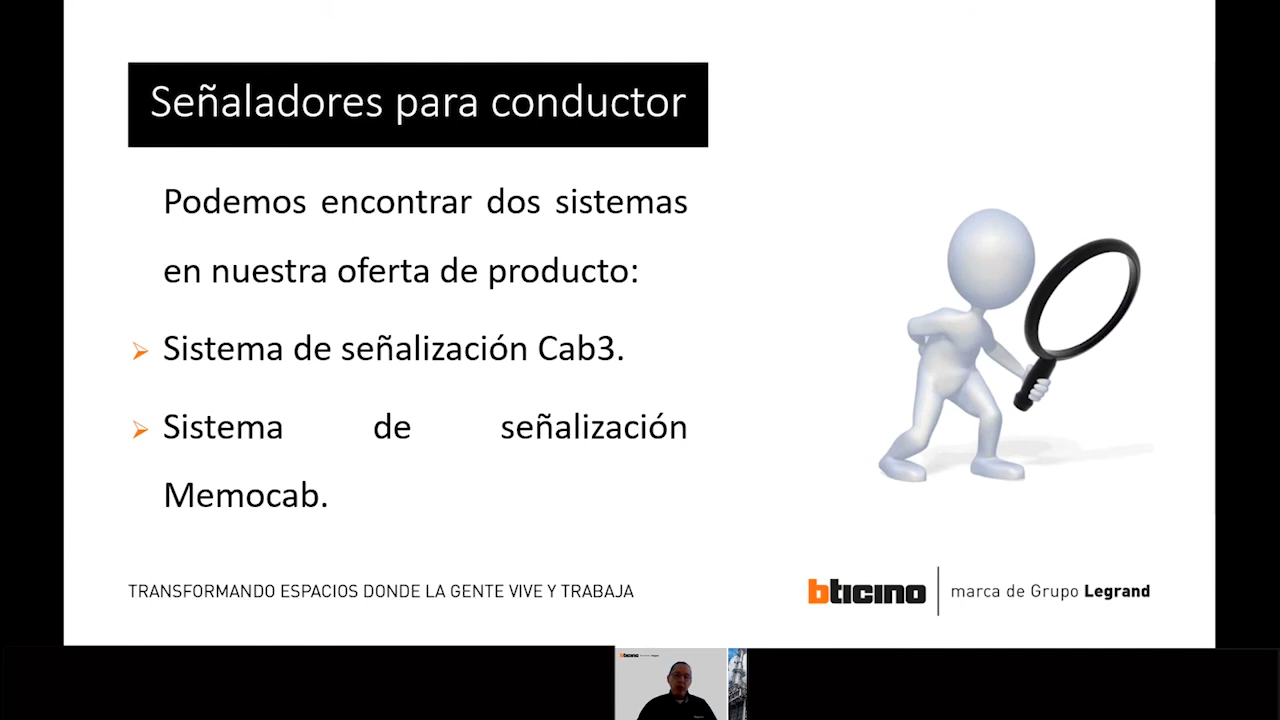 Señaladores para conductor
Podemos encontrar dos sistemas
en nuestra oferta de producto:
Sistema de señalización Cab3.
Sistema de señalización
Memocab.
TRANSFORMANDO ESPACIOS DONDE LA GENTE VIVE Y TRABAJA
bticino marca de Grupo Legrand
bticino